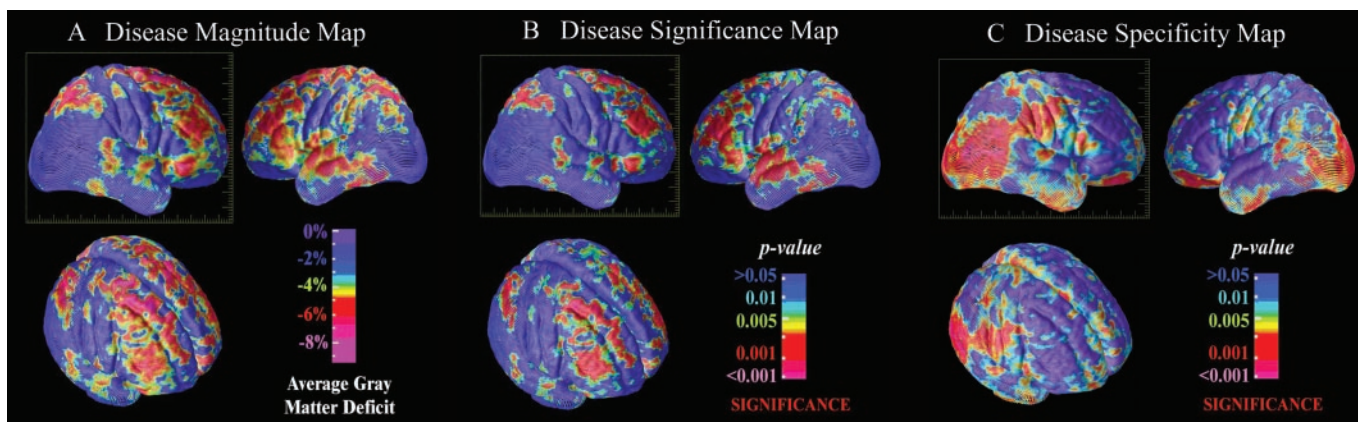 A Disease Magnitude Map
B Disease Significance Map
C Disease Specificity Map
0%
-2%
-4%
-6%
-8%
Average Gray
Matter Deficit
p-value
>0.05
0.01
0.005
0.001
<0.001
SIGNIFICANCE
p-value
>0.05
0.01
0.005
0.001
<0.001
SIGNIFICANCE